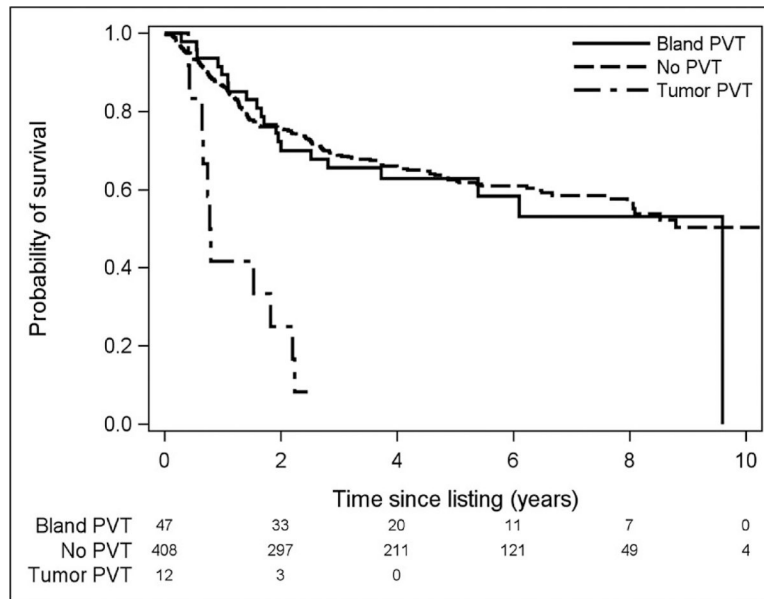 1.0
0.8
0.6
0.4
0.2
0.0
Probability of survival
Bland PVT
No PVT
Tumor PVT
0 2 4 6 8 10
Time since listing (years)
Bland PVT 47 33 20 11 7 0
No PVT 408 297 211 121 49 4
Tumor PVT 12 3 0